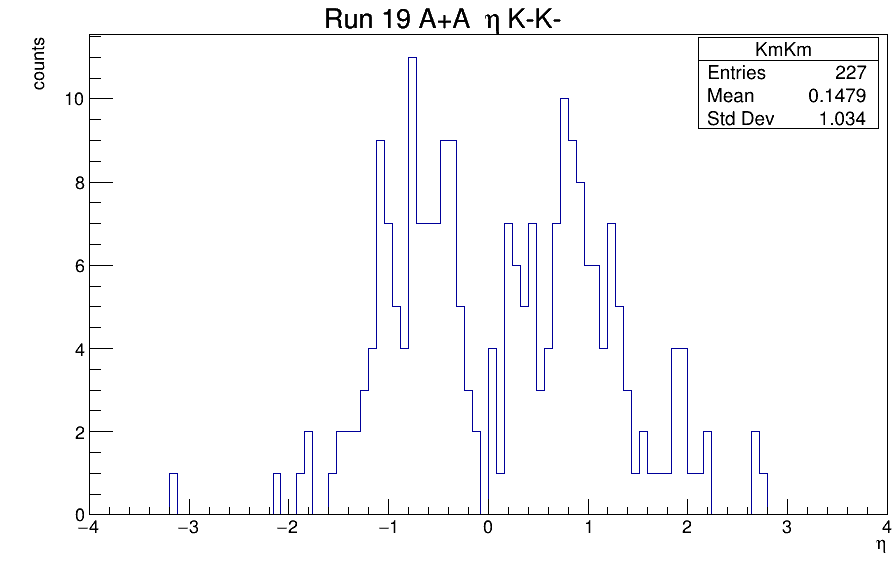 Run 19 A+A η K-K-
counts
KmKm
Entries 227
Mean 0.1479
Std Dev 1.034
10
8
6
4
2
0
−4 −3 −2 −1 0 1 2 3 4
η